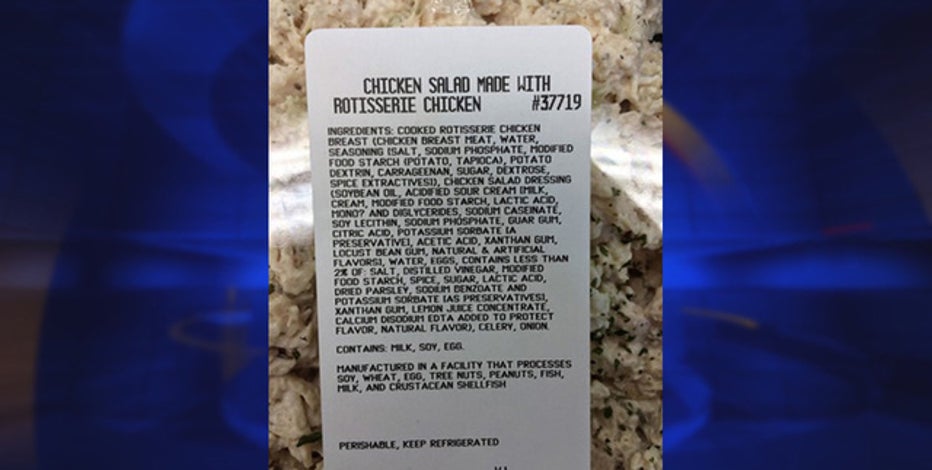 CHICKEN SALAD MADE WITH
ROTISSERIE CHICKEN #37719
INGREDIENTS: COOKED ROTISSERIE CHICKEN
BREAST (CHICKEN BREAST MEAT, WATER,
SEASONING [SALT, SODIUM PHOSPHATE, MODIFIED
FOOD STARCH (POTATO, TAPIOCA), POTATO
DEXTRIN, CARRAGEENAN, SUGAR, DEXTROSE,
SPICE EXTRACTIVES]), CHICKEN SALAD DRESSING
(SOYBEAN OIL, ACIDIFIED SOUR CREAM [MILK,
CREAM, MODIFIED FOOD STARCH, LACTIC ACID,
MONO? AND DIGLYCERIDES, SODIUM CASEINATE,
SOY LECITHIN, SODIUM PHOSPHATE, GUAR GUM,
CITRIC ACID, POTASSIUM SORBATE [A
PRESERVATIVE], ACETIC ACID, XANTHAN GUM,
LOCUST BEAN GUM, NATURAL & ARTIFICIAL
FLAVORS], WATER, EGGS, CONTAINS LESS THAN
2% OF: SALT, DISTILLED VINEGAR, MODIFIED
FOOD STARCH, SPICE, SUGAR, LACTIC ACID,
DRIED PARSLEY, SODIUM BENZOATE AND
POTASSIUM SORBATE [AS PRESERVATIVES],
XANTHAN GUM, LEMON JUICE CONCENTRATE,
CALCIUM DISODIUM EDTA ADDED TO PROTECT
FLAVOR, NATURAL FLAVOR), CELERY, ONION.
CONTAINS: MILK, SOY, EGG.
MANUFACTURED IN A FACILITY THAT PROCESSES
SOY, WHEAT, EGG, TREE NUTS, PEANUTS, FISH,
MILK, AND CRUSTACEAN SHELLFISH
PERISHABLE, KEEP REFRIGERATED